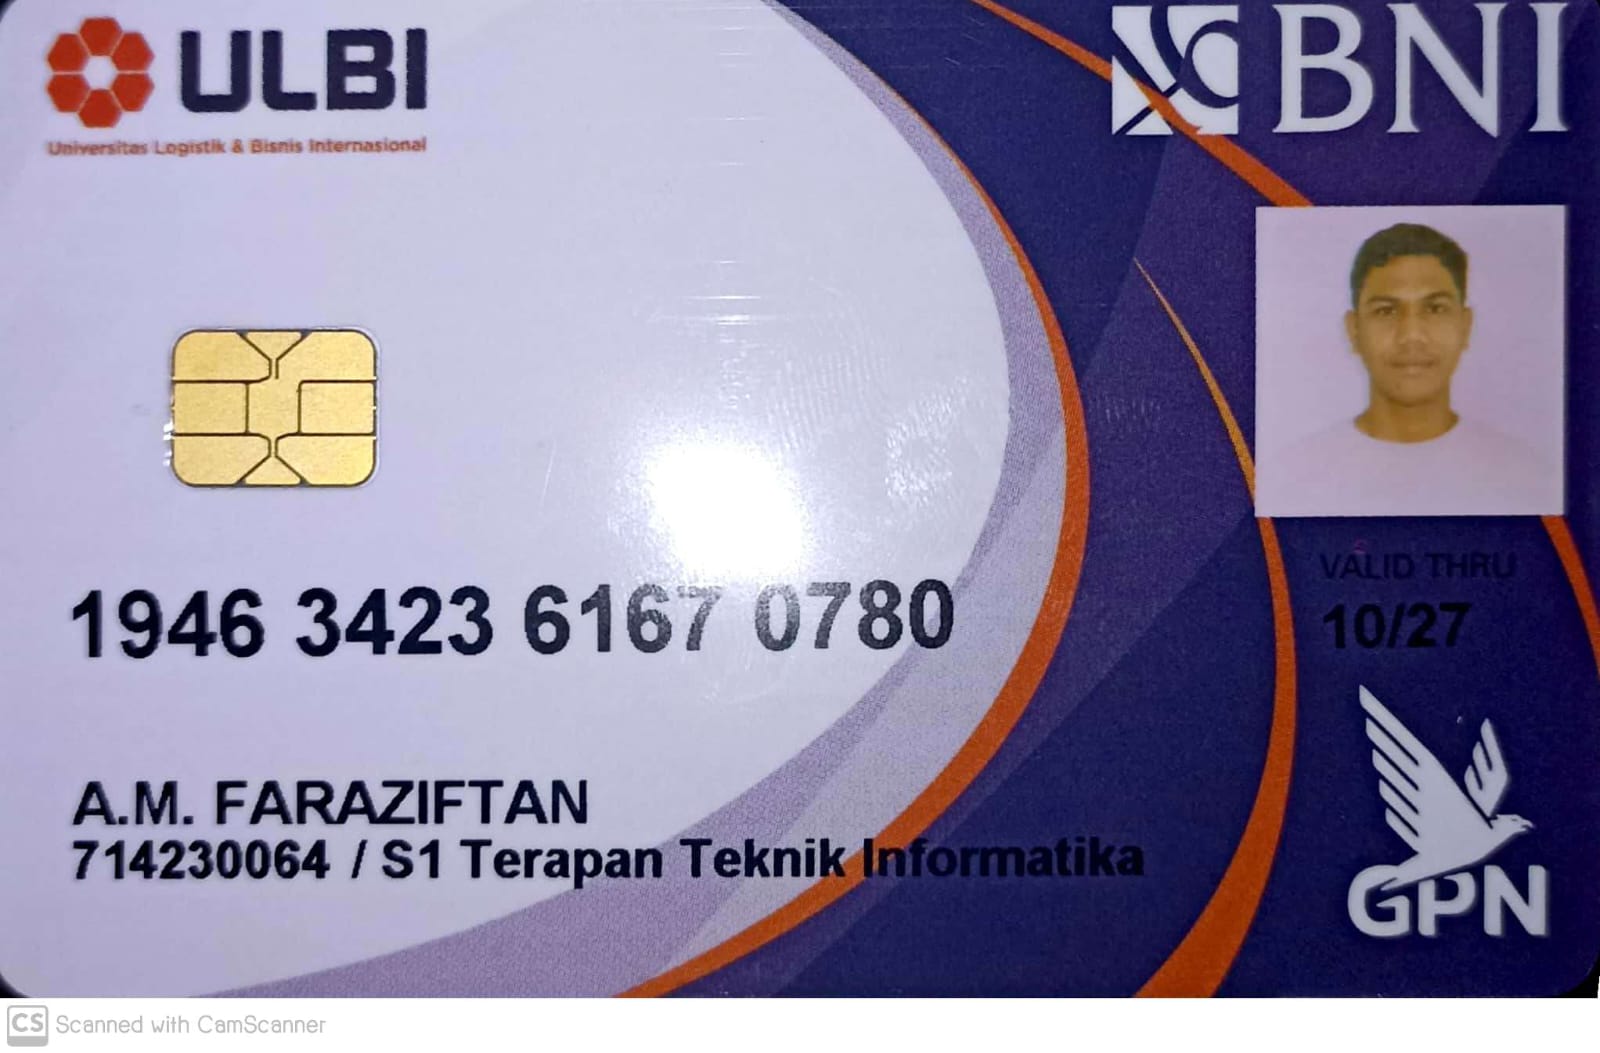 ULBI
Universitas Logistik & Bisnis Internasional
BNI
1946 3423 6167 0780
VALID THRU
10/27
A.M. FARAZIFTAN
714230064 / S1 Terapan Teknik Informatika
GPN
CS Scanned with CamScanner